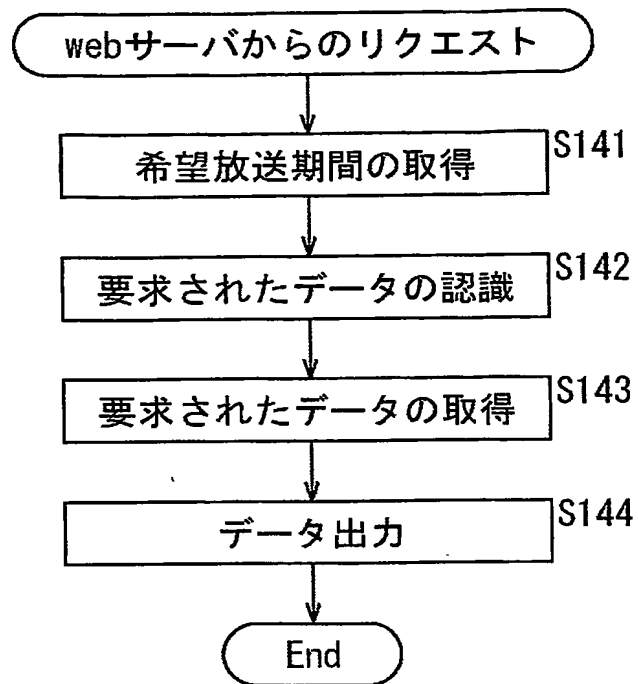 webサーバからのリクエスト
希望放送期間の取得
S141
要求されたデータの認識
S142
要求されたデータの取得
S143
データ出力
S144
End